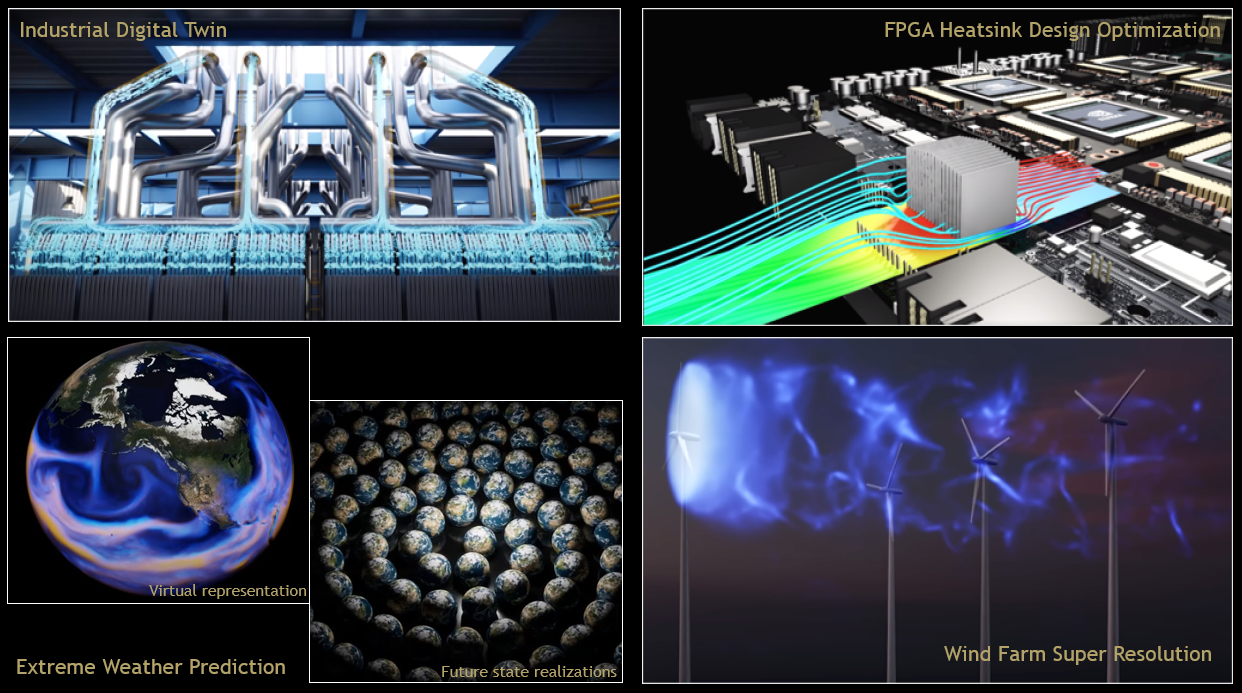 Industrial Digital Twin
FPGA Heatsink Design Optimization
Virtual representation
Extreme Weather Prediction
Future state realizations
Wind Farm Super Resolution